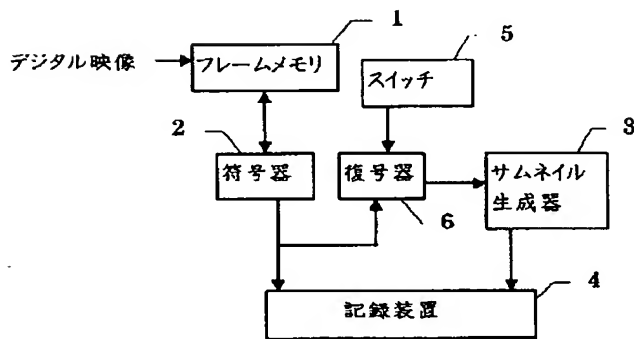 1
5
デジタル映像
フレームメモリ
スイッチ
2
3
符号器
復号器
サムネイル
生成器
6
4
記録装置